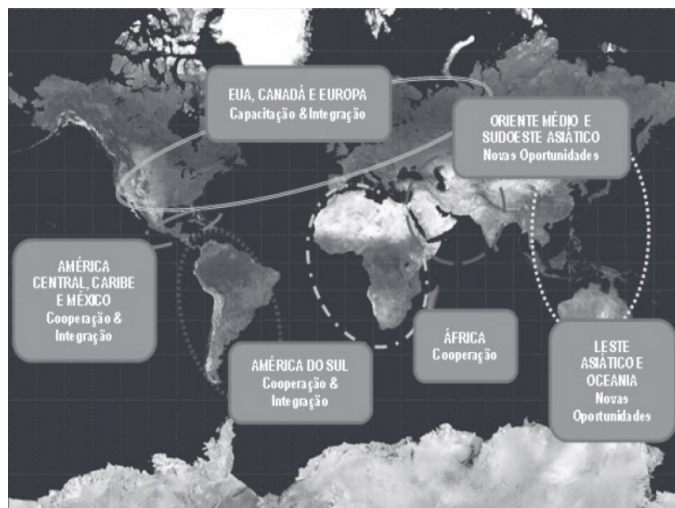 EUA, CANADÁ E EUROPA
Capacitação &Integração
ORIENTE MÉDIO E
SUDOESTE ASIÁTICO
Novas Oportunidades
AMÉRICA
CENTRAL, CARIBE
E MÉXICO
Cooperação &
Integração
AMÉRICA DO SUL
Cooperação &
Integração
ÁFRICA
Cooperação
LESTE
ASIÁTICO E
OCEANIA
Novas
Oportunidades